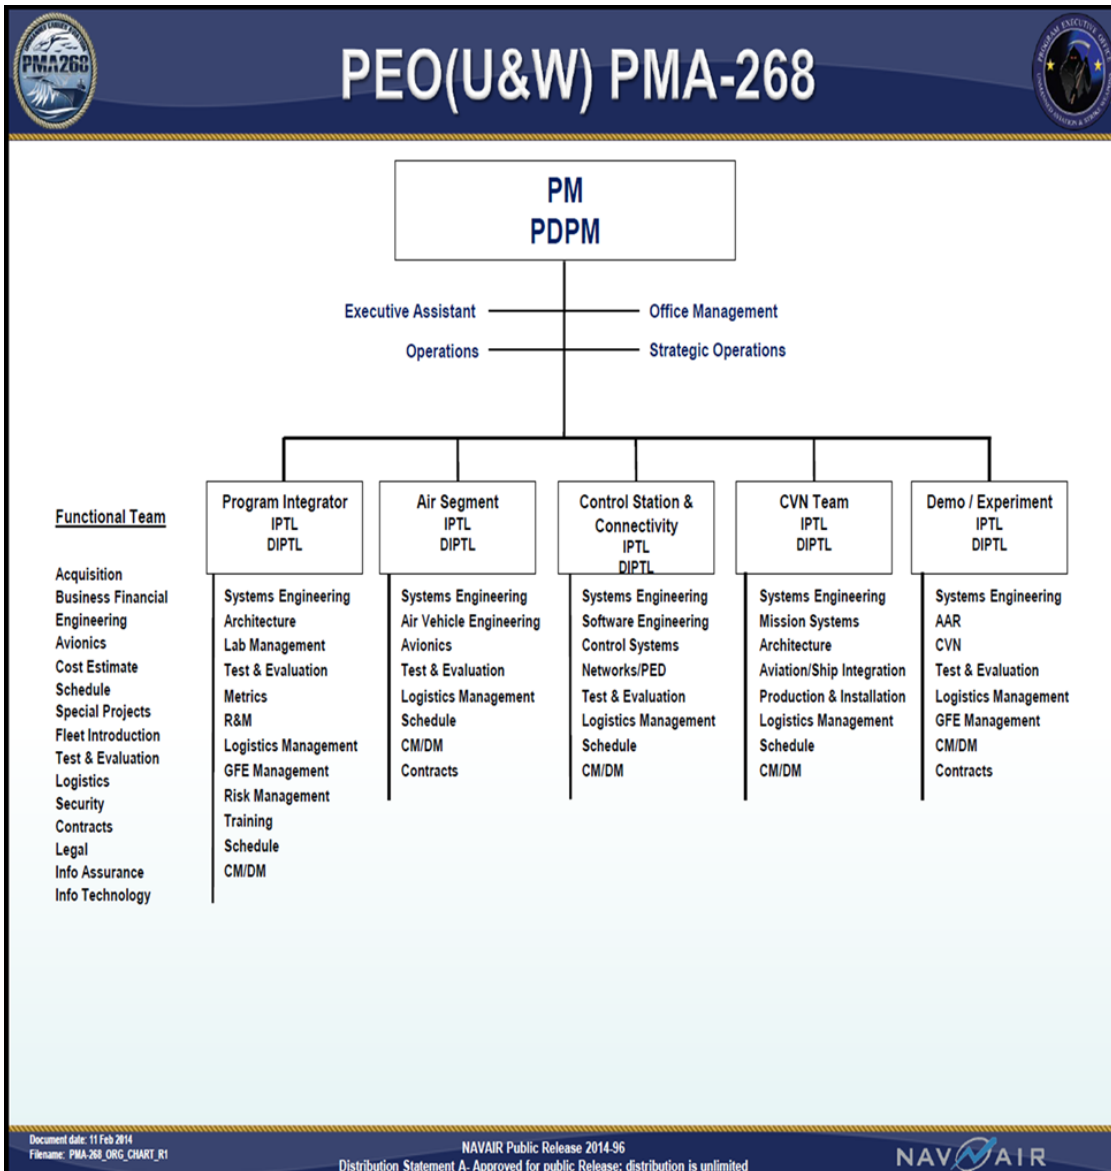 PMA268
PEO(U&W) PMA-268
PM
PDPM
Executive Assistant
Office Management
Operations
Strategic Operations
Functional Team
Acquisition
Business Financial
Engineering
Avionics
Cost Estimate
Schedule
Special Projects
Fleet Introduction
Test & Evaluation
Logistics
Security
Contracts
Legal
Info Assurance
Info Technology
Program Integrator
IPTL
DIPTL
Systems Engineering
Architecture
Lab Management
Test & Evaluation
Metrics
R&M
Logistics Management
GFE Management
Risk Management
Training
Schedule
CM/DM
Air Segment
IPTL
DIPTL
Systems Engineering
Air Vehicle Engineering
Avionics
Test & Evaluation
Logistics Management
Schedule
CM/DM
Contracts
Control Station &
Connectivity
IPTL
DIPTL
Systems Engineering
Software Engineering
Control Systems
Networks/PED
Test & Evaluation
Logistics Management
Schedule
CM/DM
CVN Team
IPTL
DIPTL
Systems Engineering
Mission Systems
Architecture
Aviation/Ship Integration
Production & Installation
Logistics Management
Schedule
CM/DM
Demo / Experiment
IPTL
DIPTL
Systems Engineering
AAR
CVN
Test & Evaluation
Logistics Management
GFE Management
CM/DM
Contracts
Document date: 11 Feb 2014
Filename: PMA-268_ORG_CHART_R1
NAVAIR Public Release 2014-96
Distribution Statement A- Approved for public Release; distribution is unlimited
NAVAIR